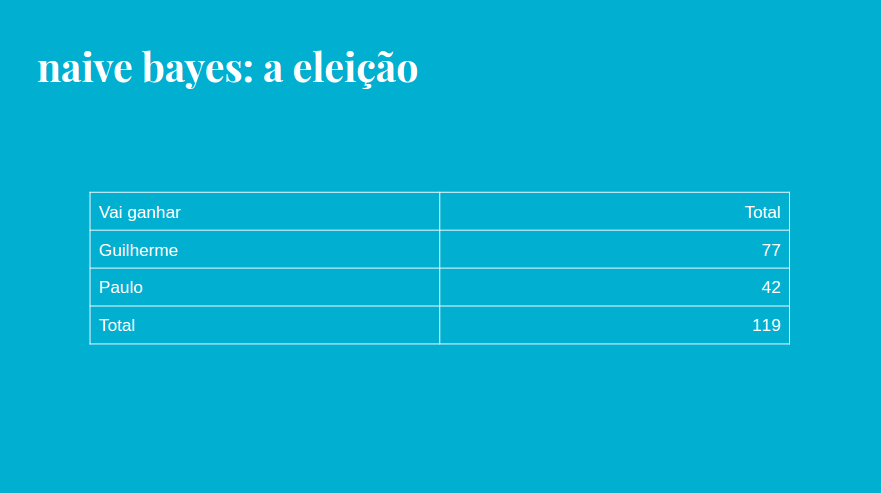 naive bayes: a eleição
Vai ganhar Total
Guilherme 77
Paulo 42
Total 119